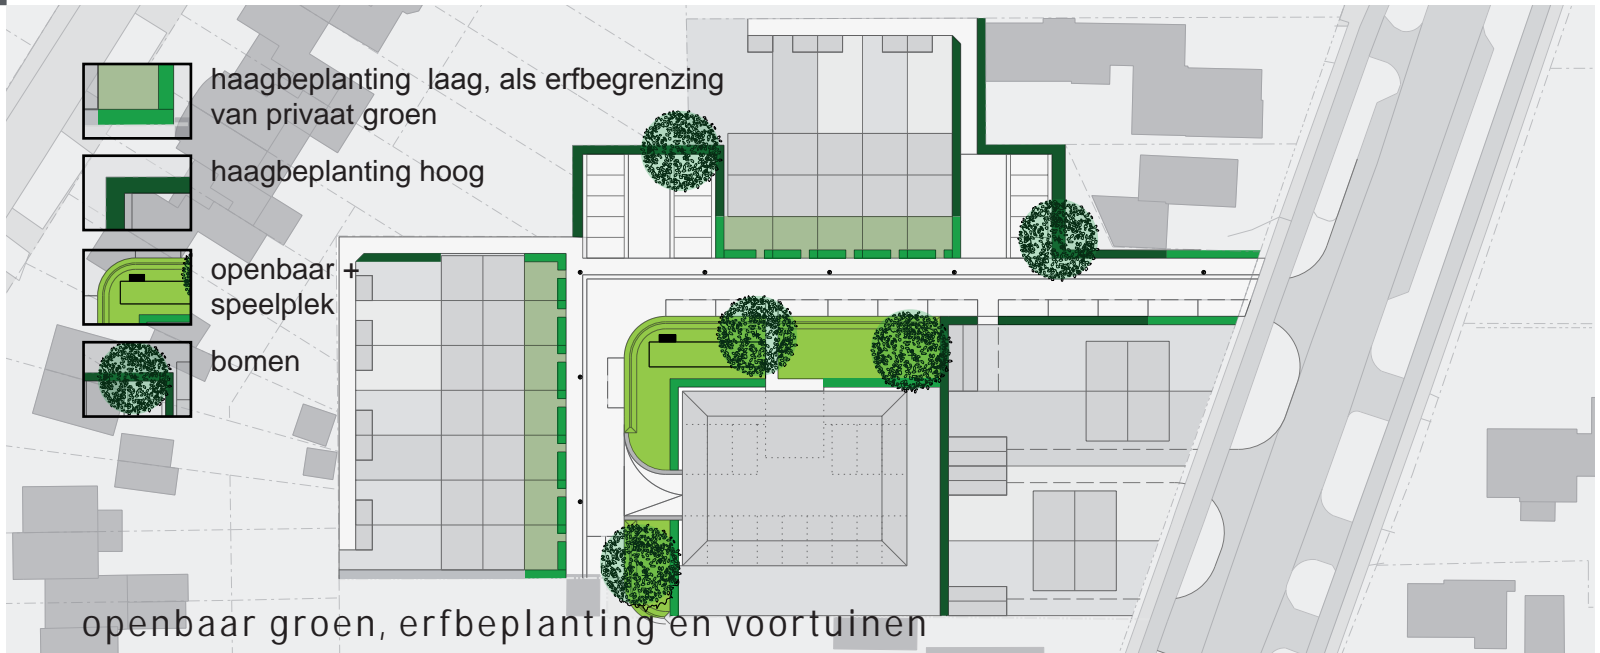 haagbeplanting laag, als erfbegrenzing
van privaat groen
haagbeplanting hoog
openbaar +
speelplek
bomen
openbaar groen, erfbeplanting en voortuinen